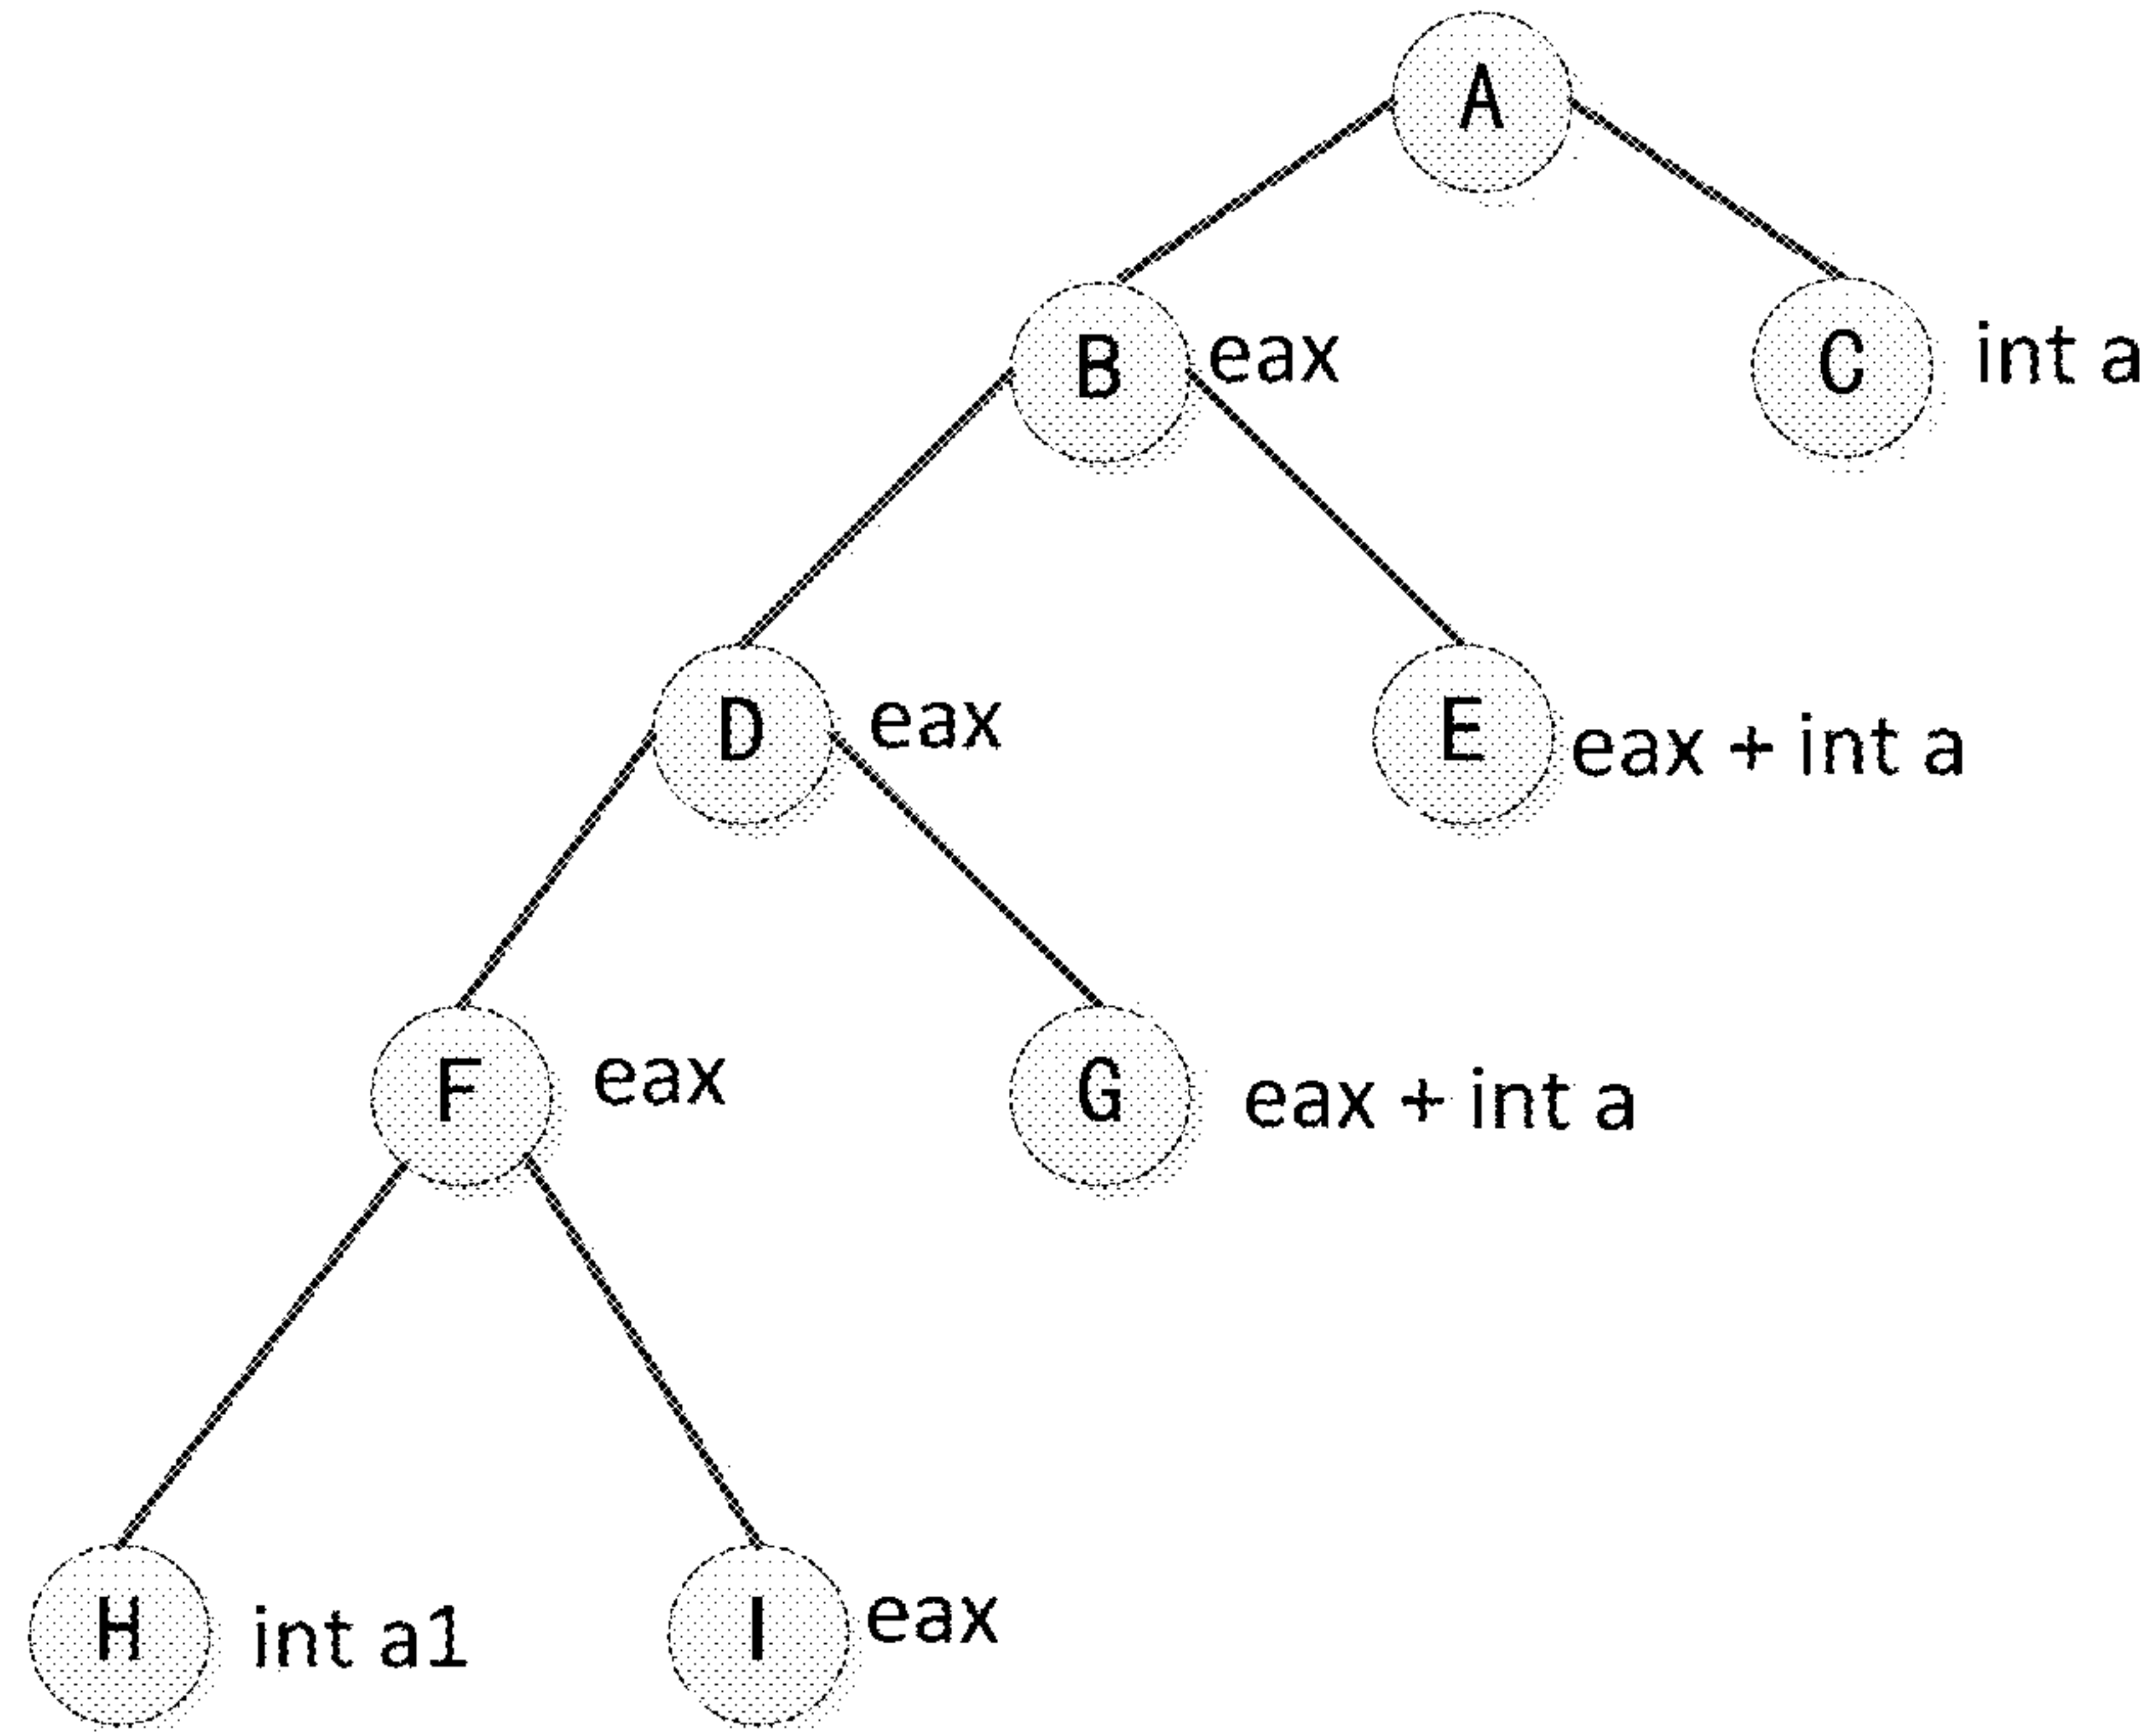 A
B eax
C int a
D eax
E eax + int a
F eax
G eax + int a
H int a1
I eax